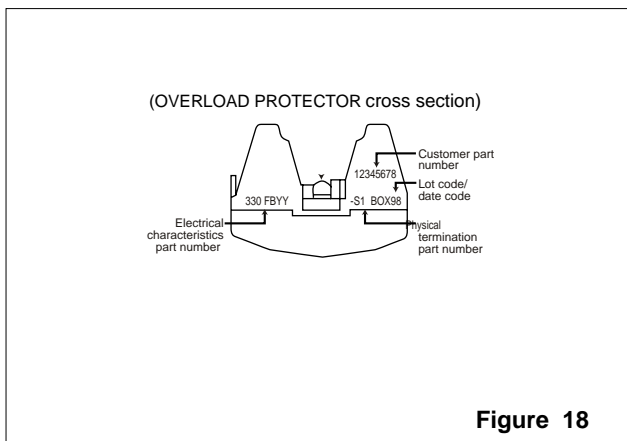 (OVERLOAD PROTECTOR cross section)
Customer part
number
12345678
Lot code/
date code
330 FBYY
-S1 BOX98
Electrical
characteristics
part number
Physical
termination
part number
Figure 18